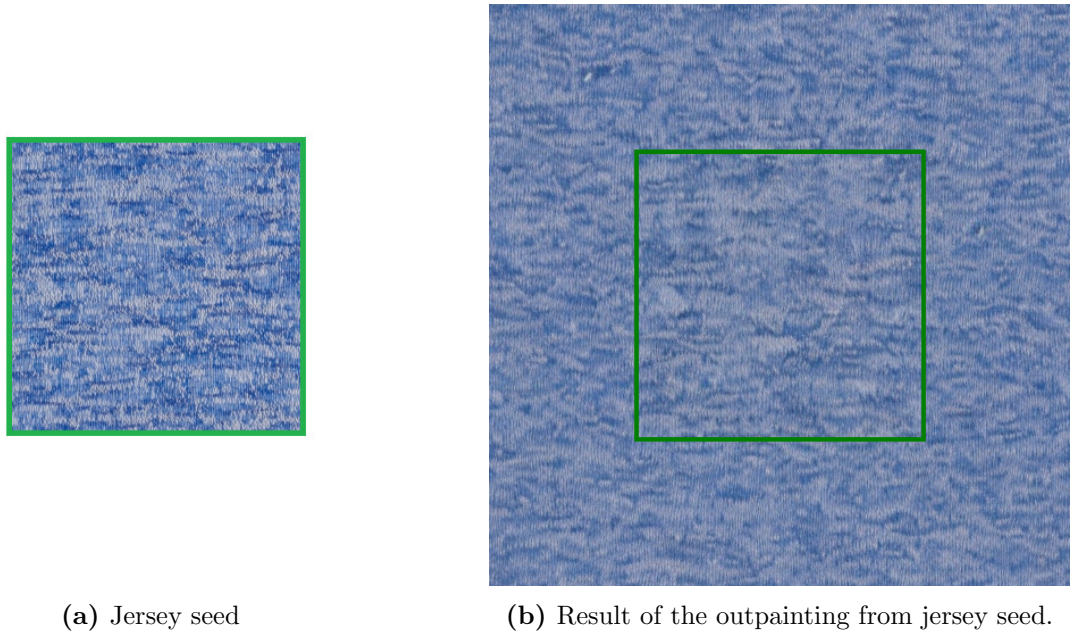 (a) Jersey seed
(b) Result of the outpainting from jersey seed.